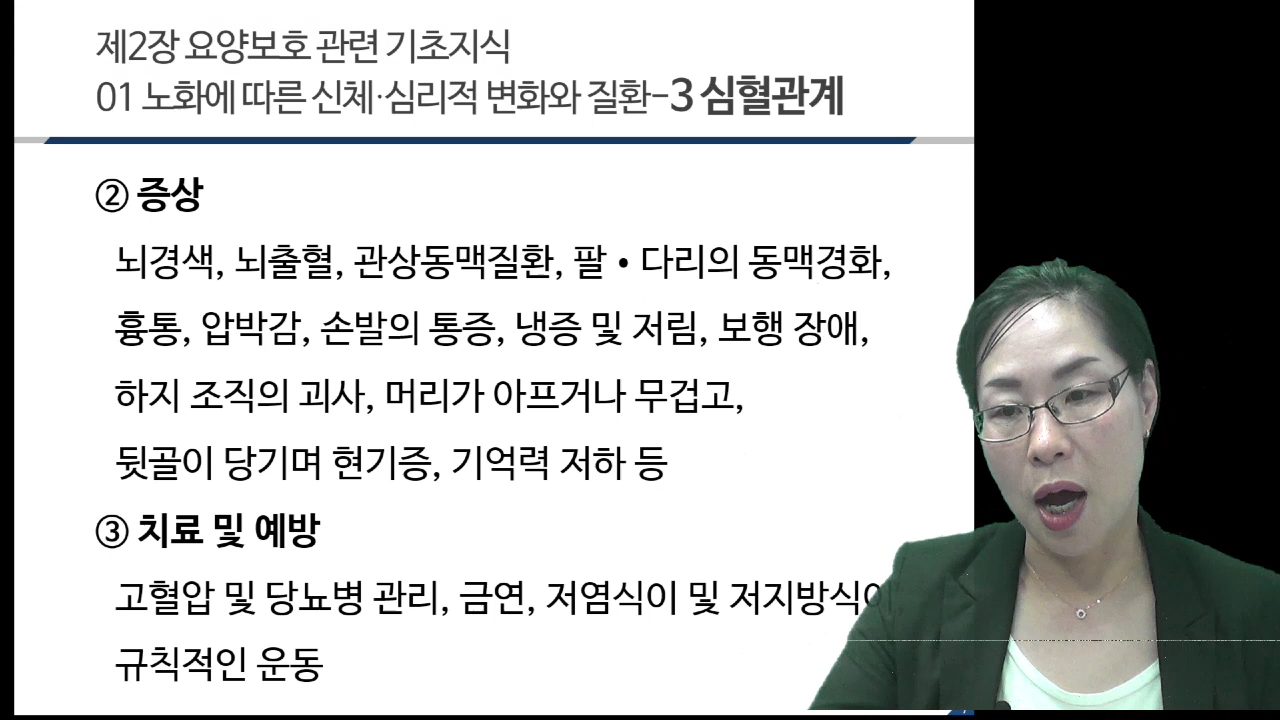 제2장 요양보호 관련 기초지식
01 노화에 따른 신체·심리적 변화와 질환-3 심혈관계
② 증상
뇌경색, 뇌출혈, 관상동맥질환, 팔 • 다리의 동맥경화,
흉통, 압박감, 손발의 통증, 냉증 및 저림, 보행 장애,
하지 조직의 괴사, 머리가 아프거나 무겁고,
뒷골이 당기며 현기증, 기억력 저하 등
③ 치료 및 예방
고혈압 및 당뇨병 관리, 금연, 저염식이 및 저지방식이
규칙적인 운동